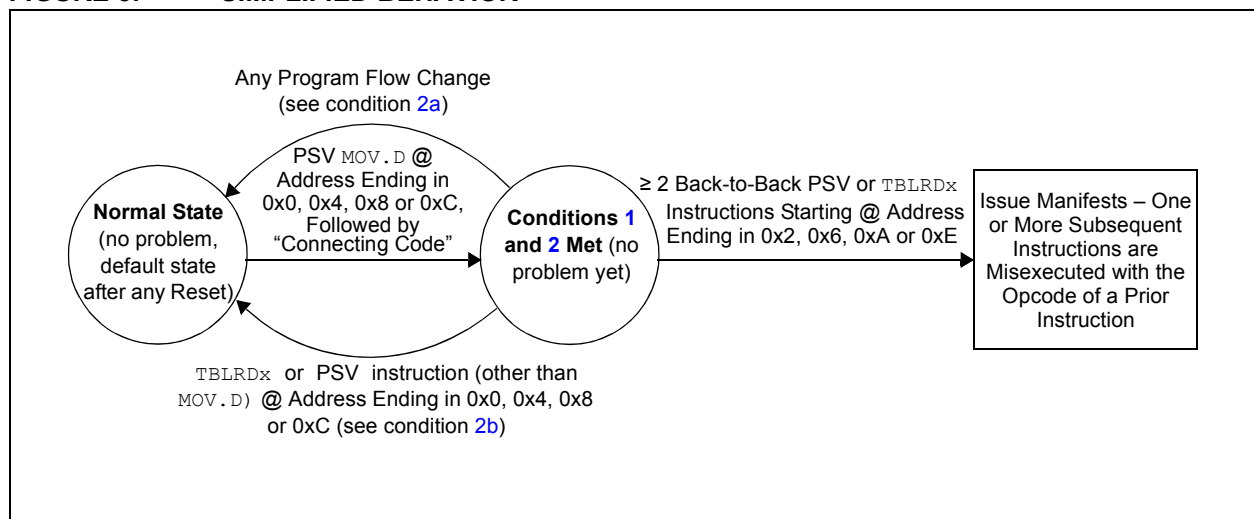 Any Program Flow Change
(see condition 2a)
PSV MOV.D @
Address Ending in
0x0, 0x4, 0x8 or 0xC,
Followed by
“Connecting Code”
Normal State
(no problem,
default state
after any Reset)
Conditions 1
and 2 Met (no
problem yet)
≥ 2 Back-to-Back PSV or TBLRDx
Instructions Starting @ Address
Ending in 0x2, 0x6, 0xA or 0xE
Issue Manifests – One
or More Subsequent
Instructions are
Misexecuted with the
Opcode of a Prior
Instruction
TBLRDx or PSV instruction (other than
MOV.D) @ Address Ending in 0x0, 0x4, 0x8
or 0xC (see condition 2b)